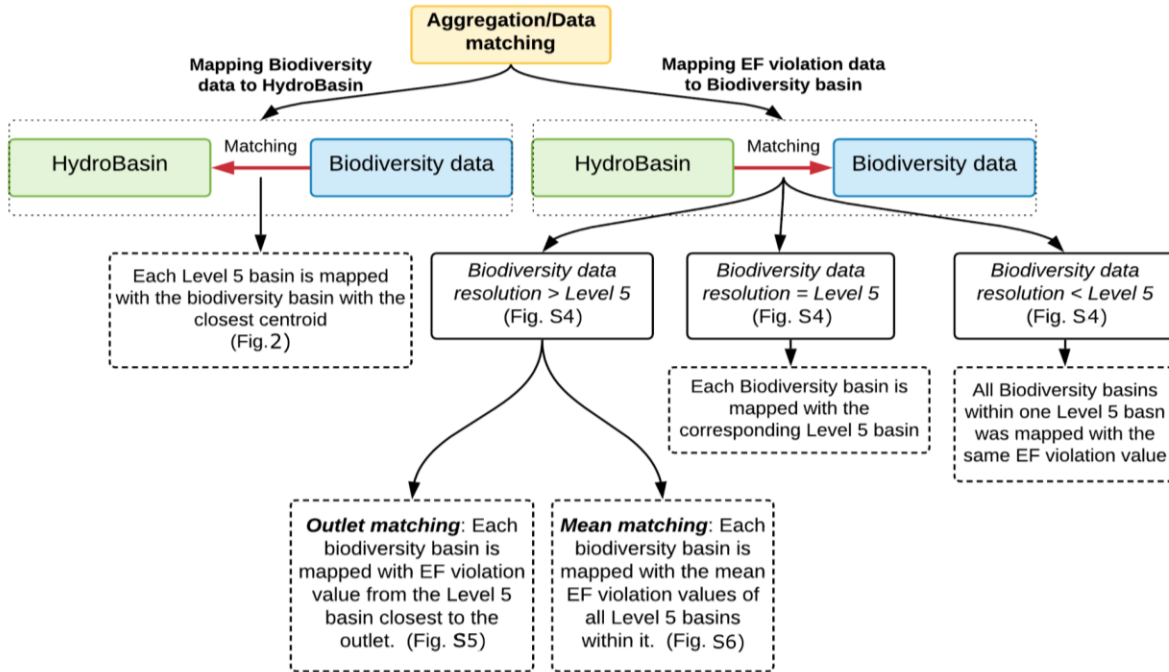 Aggregation/Data
matching
Mapping Biodiversity
data to HydroBasin
Mapping EF violation data
to Biodiversity basin
HydroBasin
Matching
Biodiversity data
HydroBasin
Matching
Biodiversity data
Each Level 5 basin is mapped
with the biodiversity basin with the
closest centroid
(Fig.2)
Biodiversity data
resolution > Level 5
(Fig. S4)
Biodiversity data
resolution = Level 5
(Fig. S4)
Biodiversity data
resolution < Level 5
(Fig. S4)
Each Biodiversity basin is
mapped with the
corresponding Level 5 basin
All Biodiversity basins
within one Level 5 basn
was mapped with the
same EF violation value
Outlet matching: Each
biodiversity basin is
mapped with EF violation
value from the Level 5
basin closest to the
outlet. (Fig. S5)
Mean matching: Each
biodiversity basin is
mapped with the mean
EF violation values of
all Level 5 basins
within it. (Fig. S6)